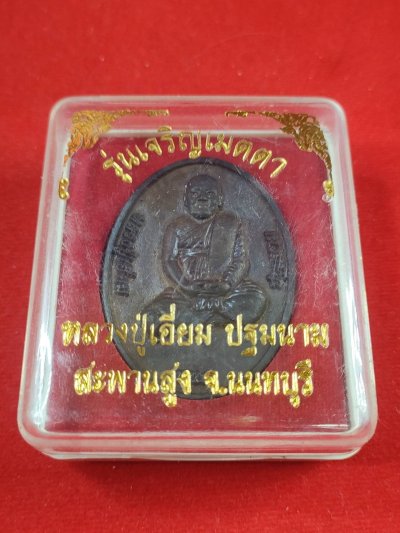 รุ่นเจริญเมตตา
หลวงปู่เอี่ยม ปฐมนาม
สะพานสูง จ.นนทบุรี